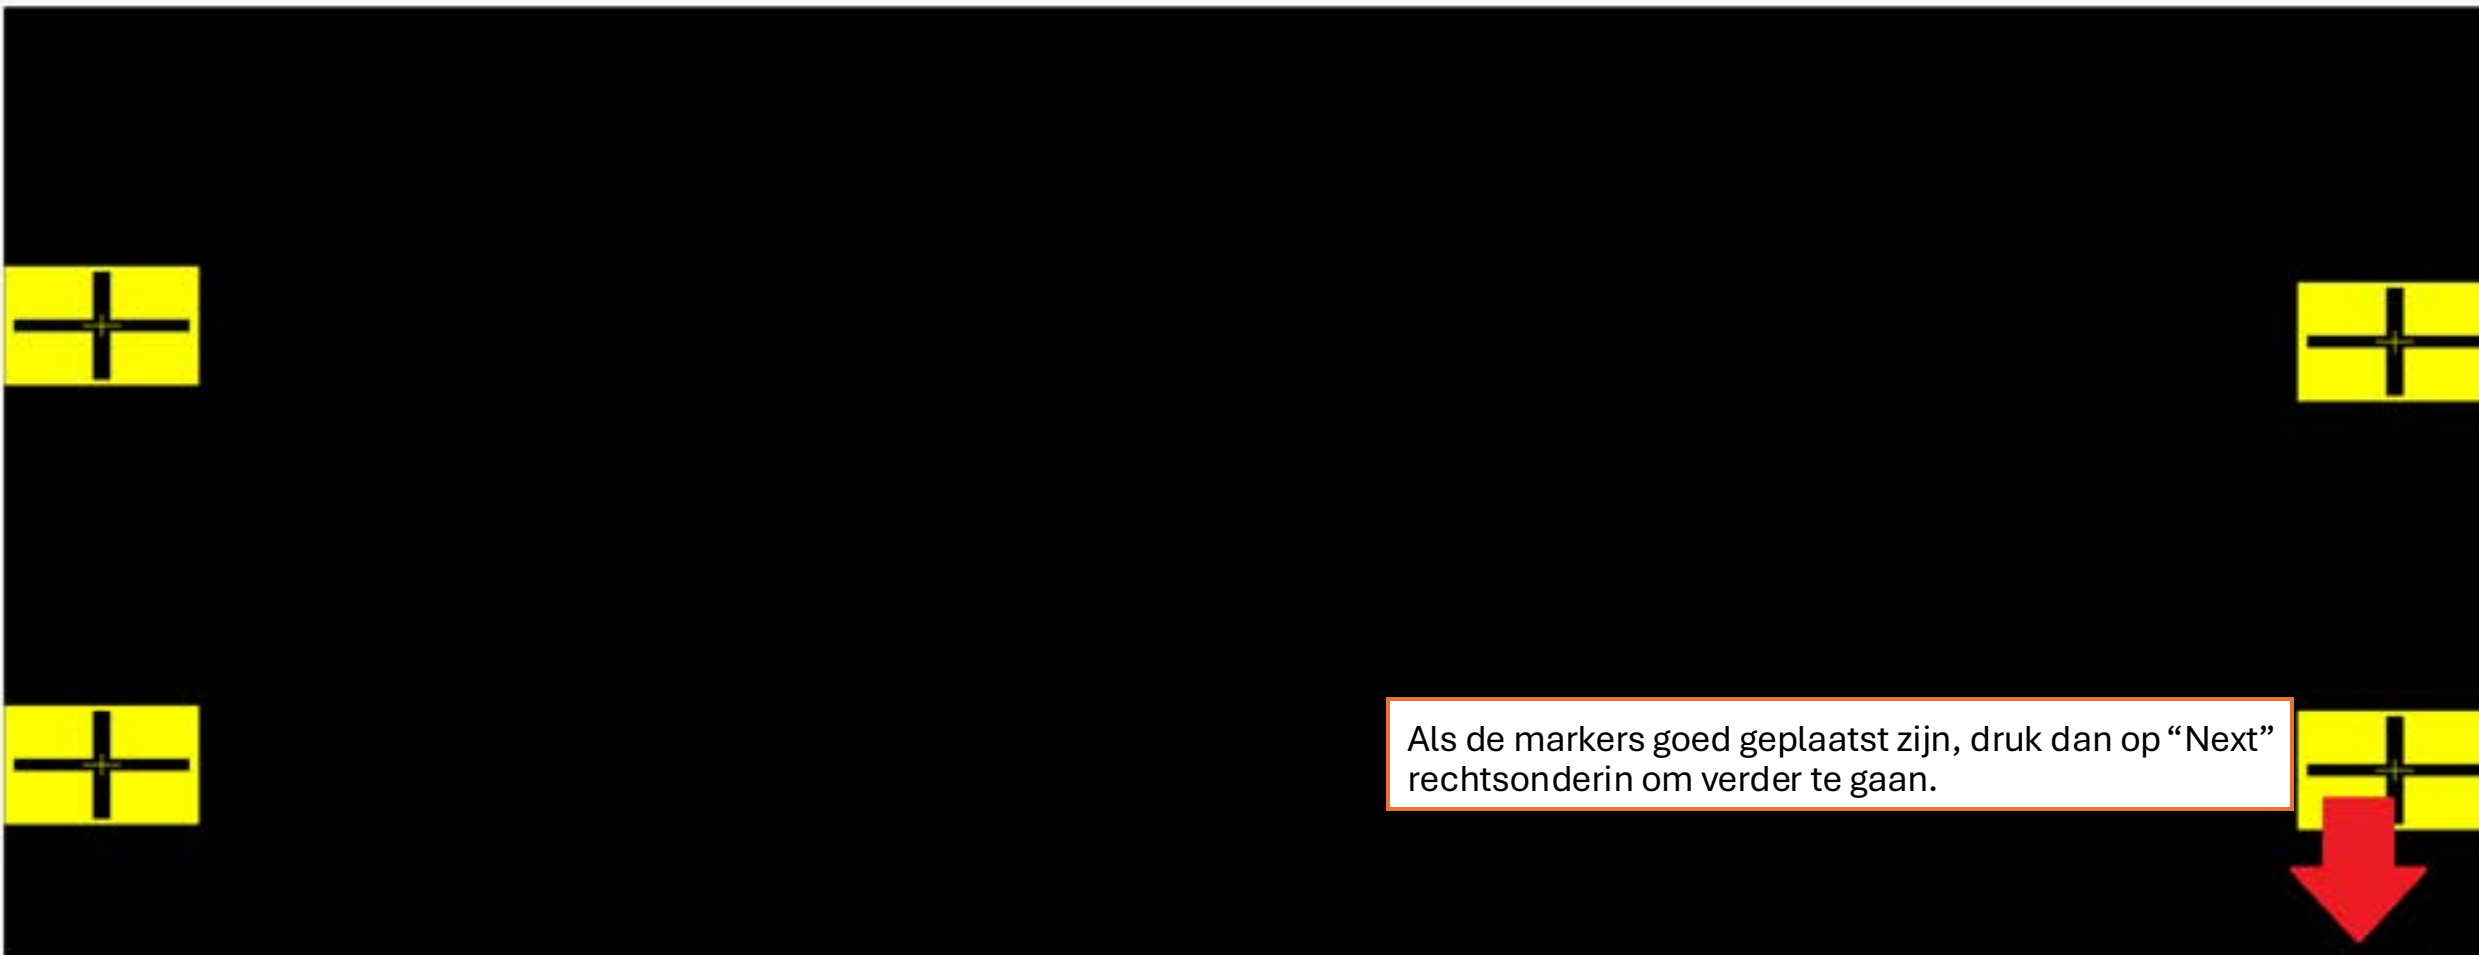 Als de markers goed geplaatst zijn, druk dan op “Next”
rechtsonderin om verder te gaan.